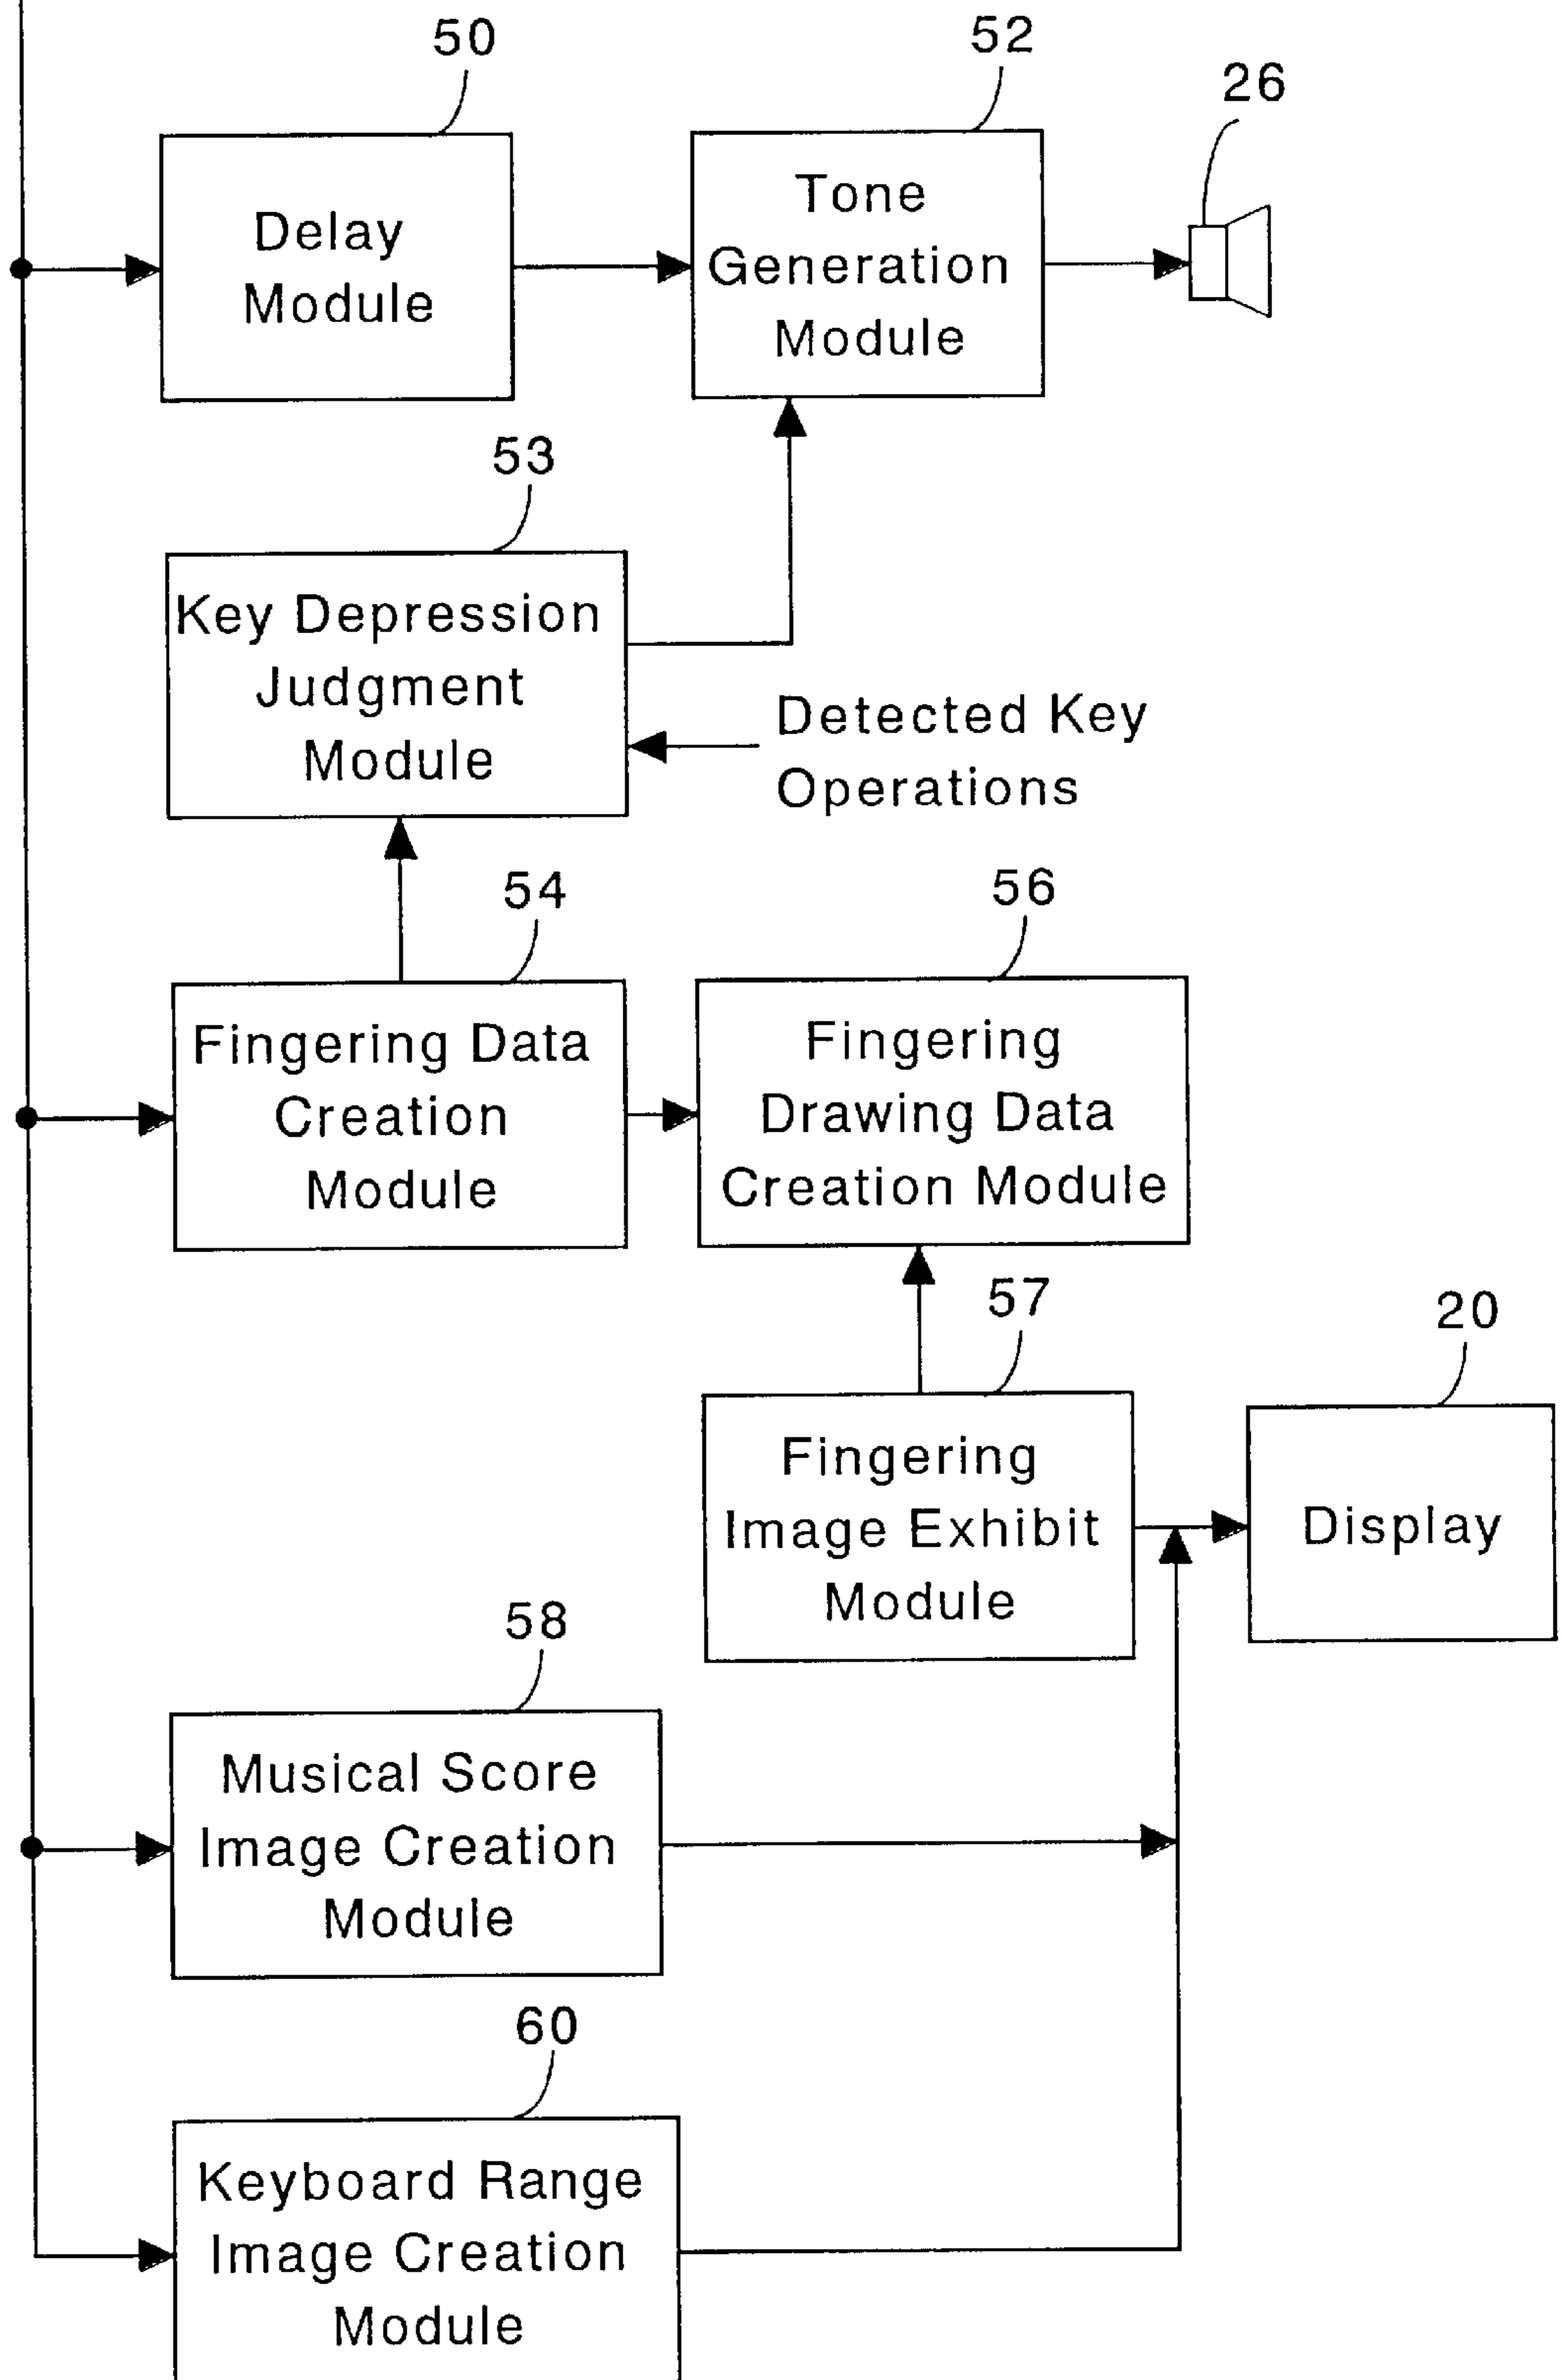 50
52
26
Delay
Module
Tone
Generation
Module
53
Key Depression
Judgment
Module
Detected Key
Operations
54
56
Fingering Data
Creation
Module
Fingering
Drawing Data
Creation Module
57
20
Fingering
Image Exhibit
Module
Display
58
Musical Score
Image Creation
Module
60
Keyboard Range
Image Creation
Module